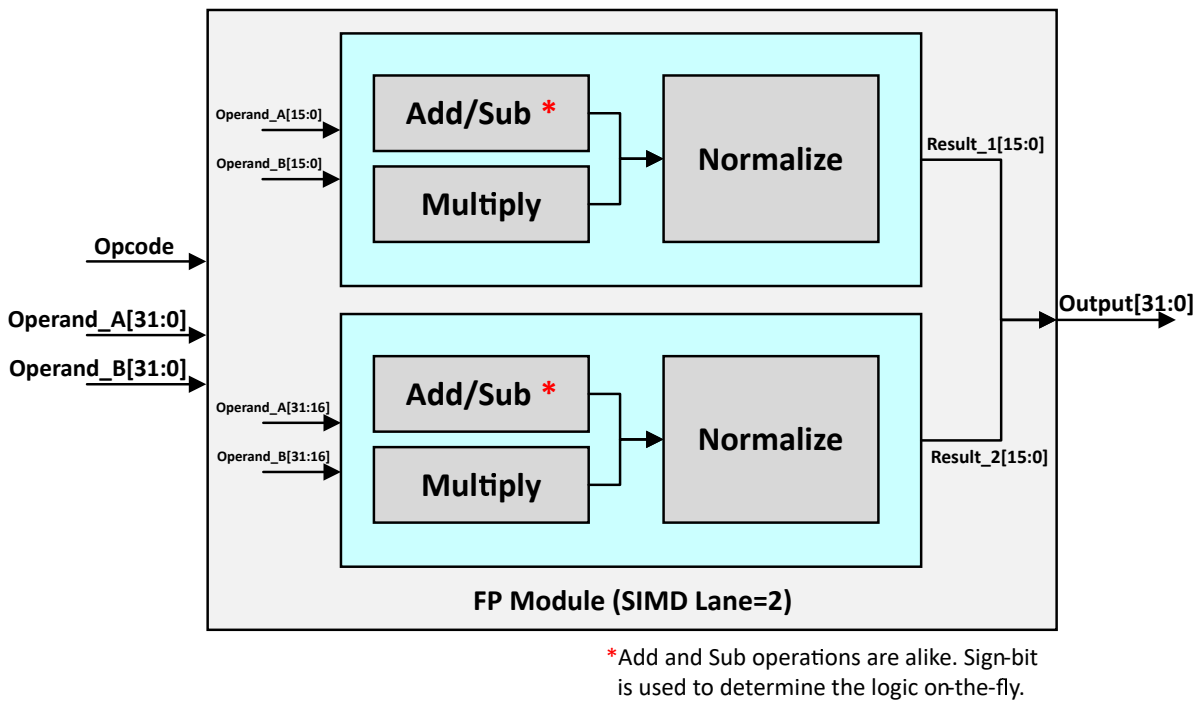 Operand_A[15:0]
Operand_B[15:0]
Add/Sub *
Multiply
Normalize
Result_1[15:0]
Opcode
Operand_A[31:0]
Operand_B[31:0]
Output[31:0]
Operand_A[31:16]
Operand_B[31:16]
Add/Sub *
Multiply
Normalize
Result_2[15:0]
FP Module (SIMD Lane=2)
*Add and Sub operations are alike. Sign-bit
is used to determine the logic on-the-fly.